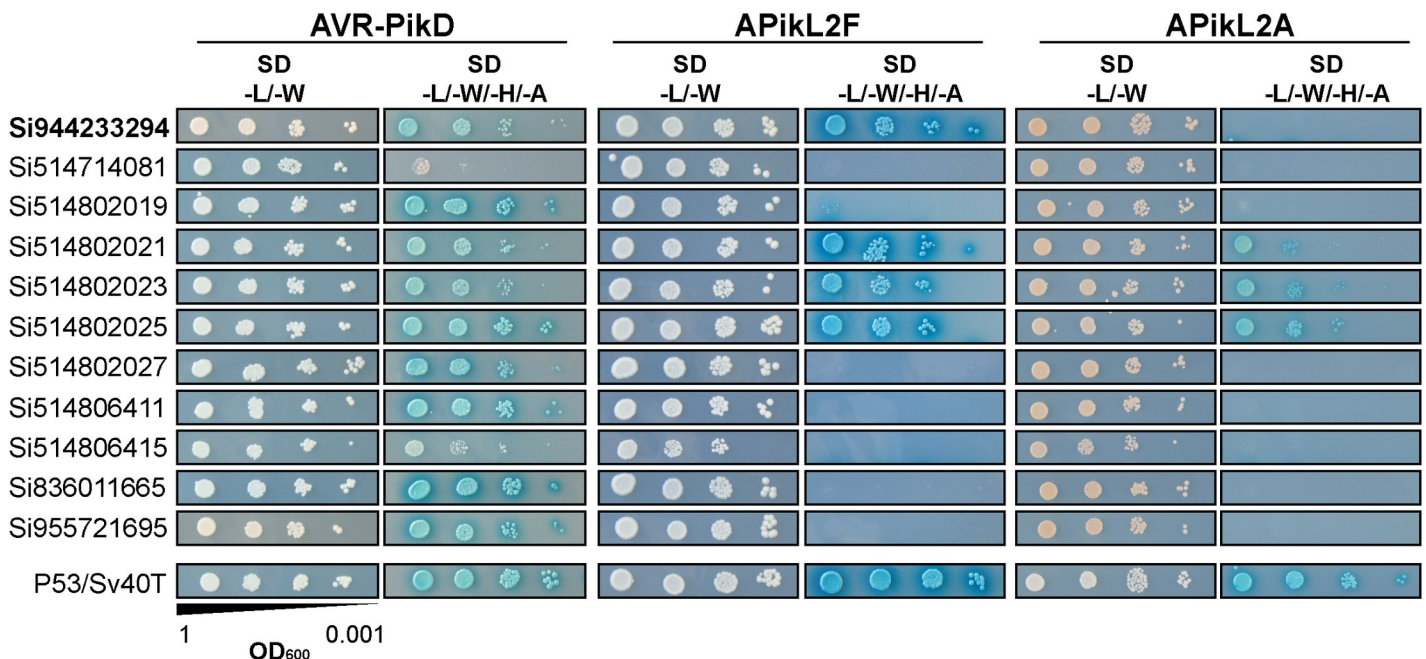 AVR-PikD APikL2F APikL2A
SD SD SD SD SD SD
-L/-W -L/-W/-H/-A -L/-W -L/-W/-H/-A -L/-W -L/-W/-H/-A
Si944233294
Si514714081
Si514802019
Si514802021
Si514802023
Si514802025
Si514802027
Si514806411
Si514806415
Si836011665
Si955721695
P53/Sv40T
1 0.001
OD₆₀₀